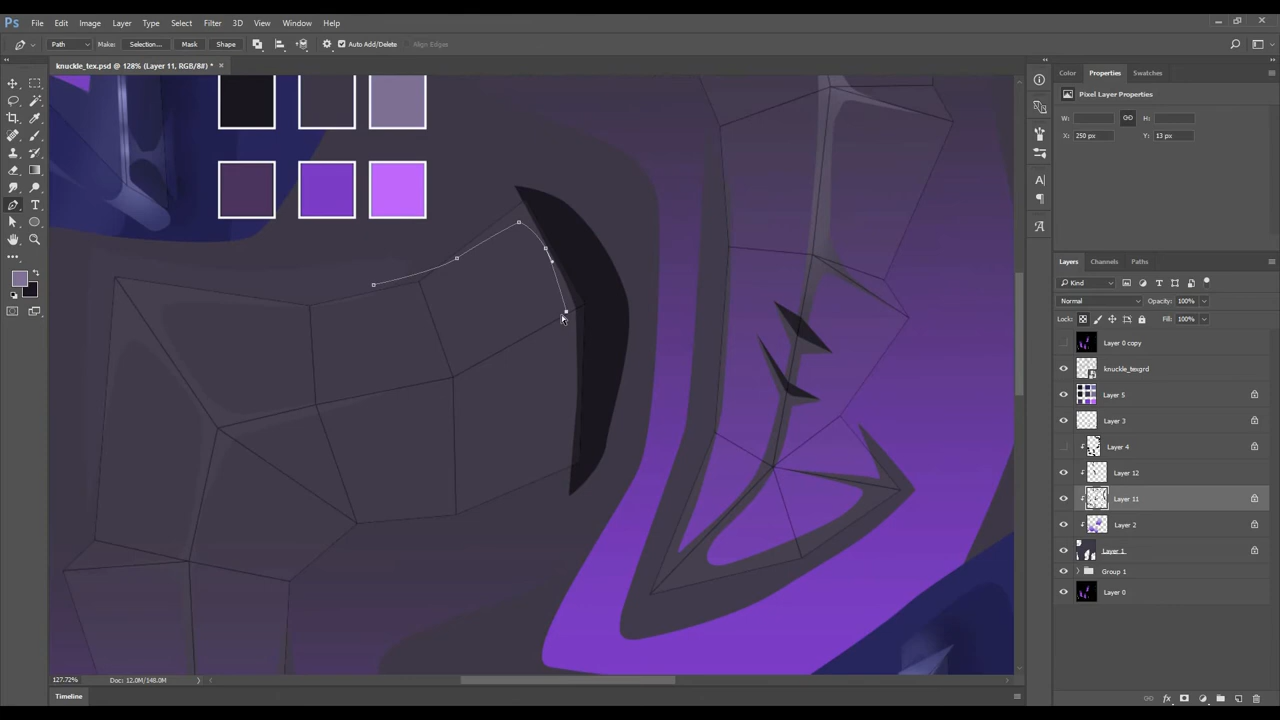 Ps File Edit Image Layer Type Select Filter 3D View Window Help
Path Make: Selection... Mask Shape Auto Add/Delete Align Edges
knuckle_tex.psd @ 128% (Layer 11, RGB/8#) * ×
Color Properties Swatches
Pixel Layer Properties
W: H:
X: 250 px Y: 13 px
Layers Channels Paths
Kind
Normal Opacity: 100%
Lock: Fill: 100%
Layer 0 copy
knuckle_texgrd
Layer 5
Layer 3
Layer 4
Layer 12
Layer 11
Layer 2
Layer 1
Group 1
Layer 0
127.72% Doc: 12.0M/148.0M
Timeline